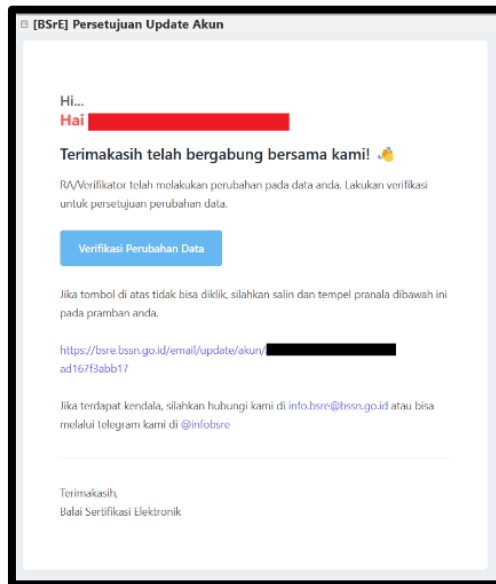 [BSrE] Persetujuan Update Akun
Hi...
Hai
Terimakasih telah bergabung bersama kami! 👏
RA/Verifikator telah melakukan perubahan pada data anda. Lakukan verifikasi
untuk persetujuan perubahan data.
Verifikasi Perubahan Data
Jika tombol di atas tidak bisa diklik, silahkan salin dan tempel pranala dibawah ini
pada pramban anda.
https://bsre.bssn.go.id/email/update/akun/
ad167f3abb17
Jika terdapat kendala, silahkan hubungi kami di info.bsre@bssn.go.id atau bisa
melalui telegram kami di @infobsre
Terimakasih,
Balai Sertifikasi Elektronik